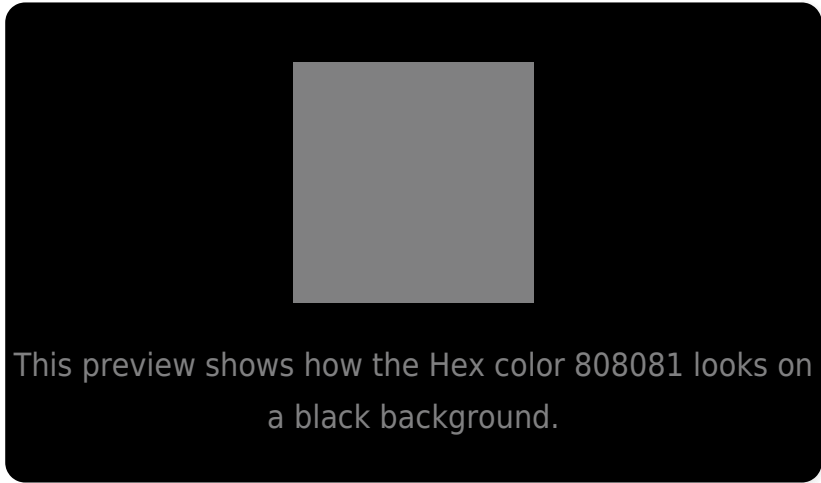 This preview shows how the Hex color 808081 looks on
a black background.